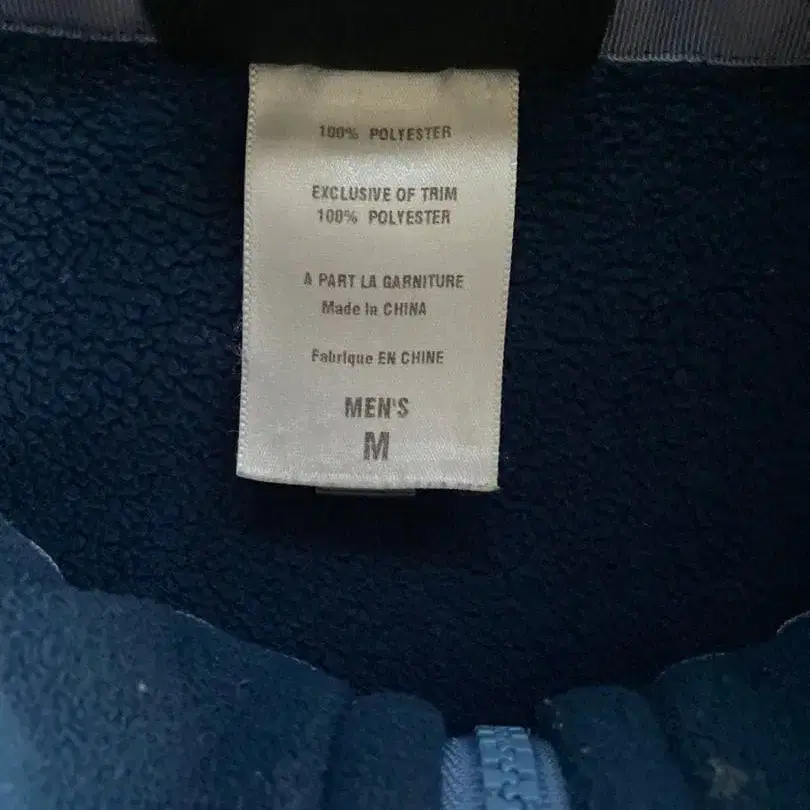 100% POLYESTER
EXCLUSIVE OF TRIM
100% POLYESTER
A PART LA GARNITURE
Made In CHINA
Fabrique EN CHINE
MEN'S
M